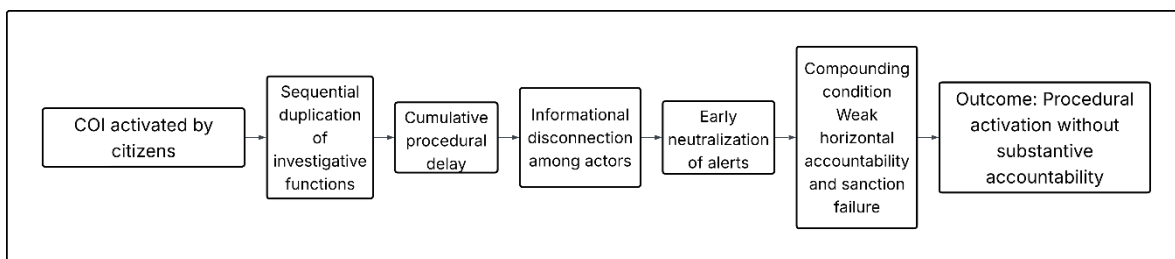 COI activated by
citizens
Sequential
duplication
of
investigative
functions
Cumulative
procedural
delay
Informational
disconnection
among actors
Early
neutralization
of alerts
Compounding
condition
Weak
horizontal
accountability
and sanction
failure
Outcome: Procedural
activation without
substantive
accountability